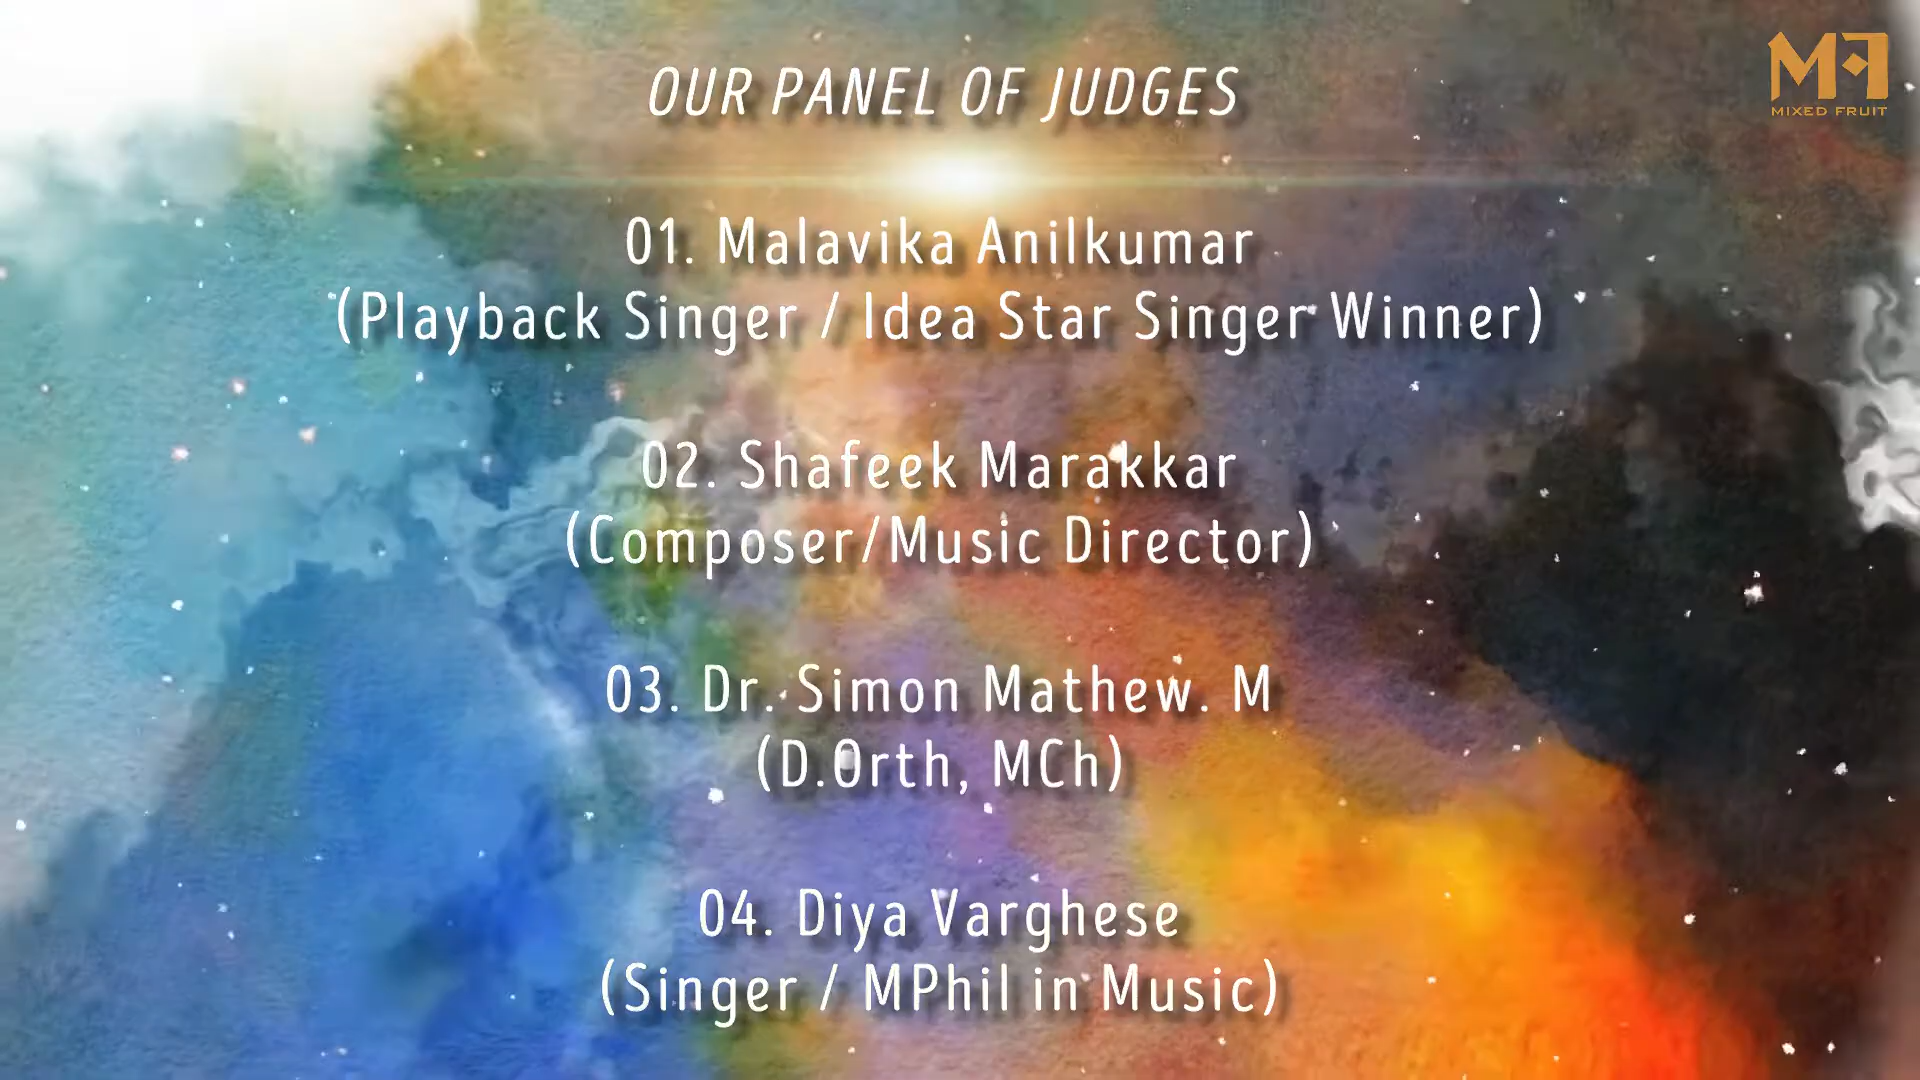 OUR PANEL OF JUDGES
MF
MIXED FRUIT
01. Malavika Anilkumar
(Playback Singer / Idea Star Singer Winner)
02. Shafeek Marakkar
(Composer/Music Director)
03. Dr. Simon Mathew. M
(D.Orth, MCh)
04. Diya Varghese
(Singer / MPhil in Music)